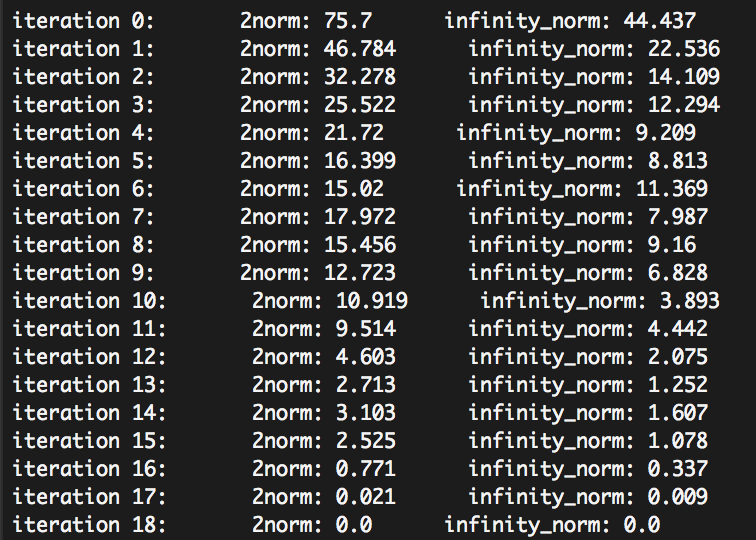 iteration 0: 2norm: 75.7 infinity_norm: 44.437
iteration 1: 2norm: 46.784 infinity_norm: 22.536
iteration 2: 2norm: 32.278 infinity_norm: 14.109
iteration 3: 2norm: 25.522 infinity_norm: 12.294
iteration 4: 2norm: 21.72 infinity_norm: 9.209
iteration 5: 2norm: 16.399 infinity_norm: 8.813
iteration 6: 2norm: 15.02 infinity_norm: 11.369
iteration 7: 2norm: 17.972 infinity_norm: 7.987
iteration 8: 2norm: 15.456 infinity_norm: 9.16
iteration 9: 2norm: 12.723 infinity_norm: 6.828
iteration 10: 2norm: 10.919 infinity_norm: 3.893
iteration 11: 2norm: 9.514 infinity_norm: 4.442
iteration 12: 2norm: 4.603 infinity_norm: 2.075
iteration 13: 2norm: 2.713 infinity_norm: 1.252
iteration 14: 2norm: 3.103 infinity_norm: 1.607
iteration 15: 2norm: 2.525 infinity_norm: 1.078
iteration 16: 2norm: 0.771 infinity_norm: 0.337
iteration 17: 2norm: 0.021 infinity_norm: 0.009
iteration 18: 2norm: 0.0 infinity_norm: 0.0